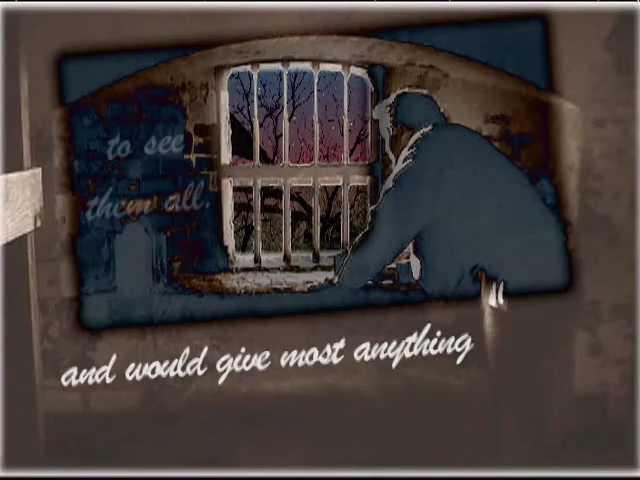 to see
them all.
and would give most anything